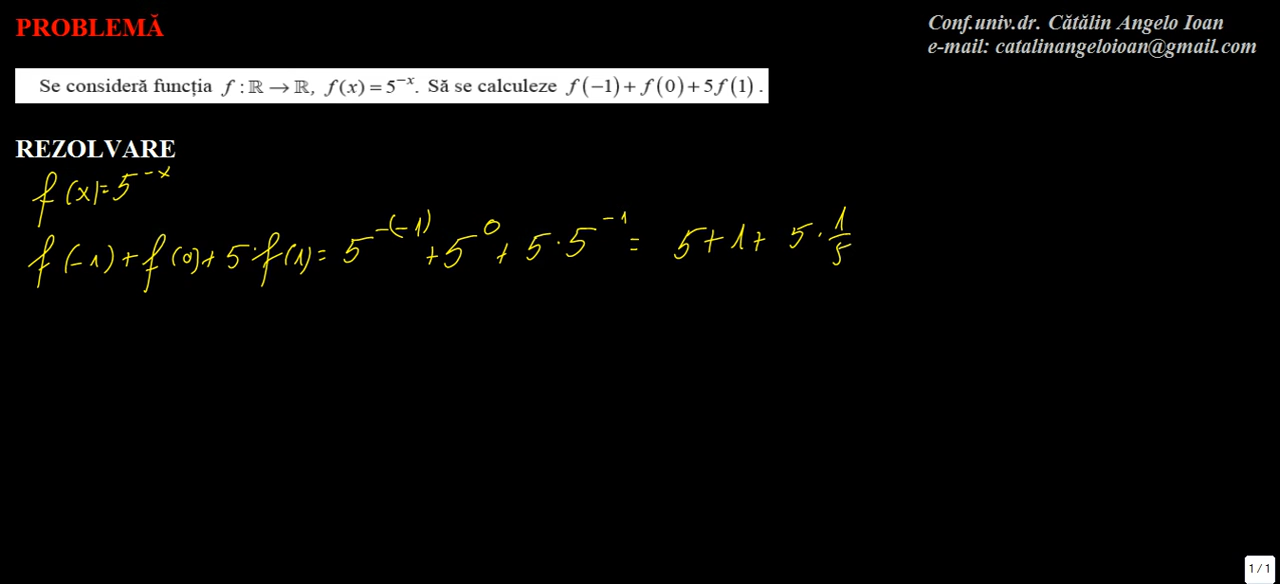 PROBLEMĂ
Conf.univ.dr. Cătălin Angelo Ioan
e-mail: catalinangeloioan@gmail.com
Se consideră funcția f : ℝ → ℝ, f(x) = 5^{-x}. Să se calculeze f(−1) + f(0) + 5f(1) .
REZOLVARE
f(x) = 5^{-x}
f(-1) + f(0) + 5·f(1) = 5^{-(-1)} + 5^{0} + 5·5^{-1} = 5 + 1 + 5·\frac{1}{5}
1 / 1